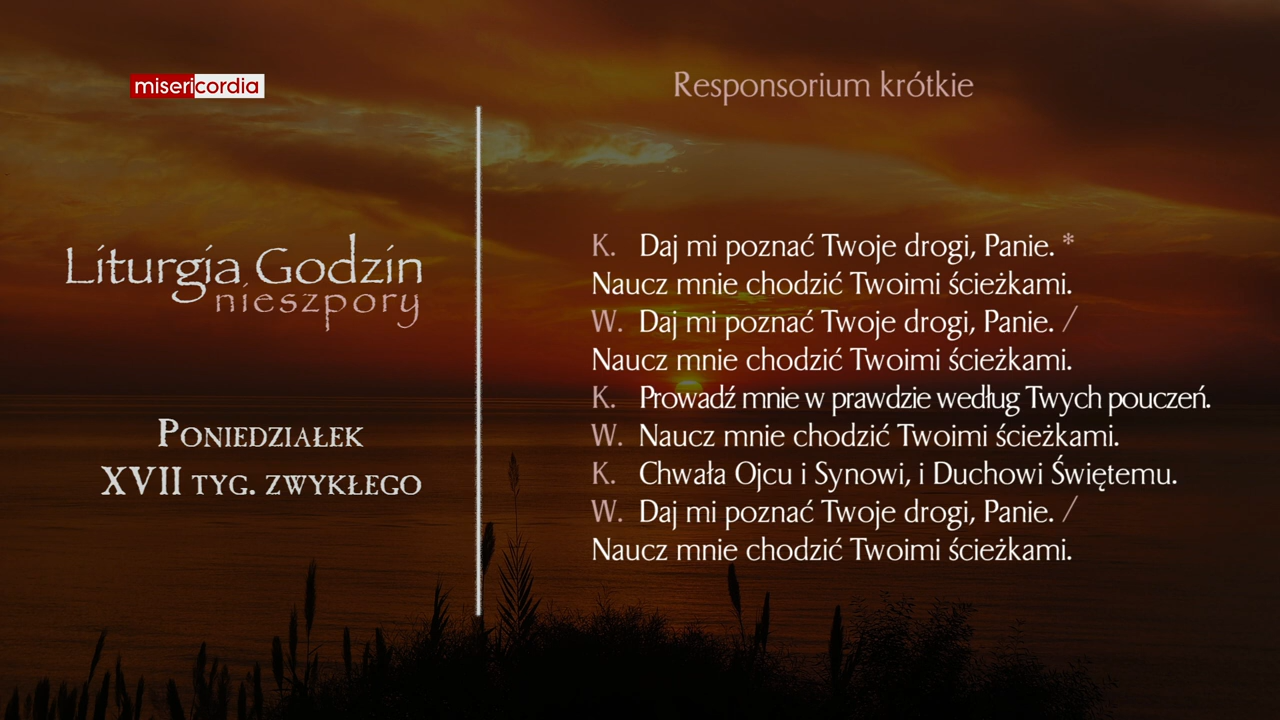 misericordia
Liturgia Godzin
nieszpory
Poniedziałek
XVII tyg. zwykłego
Responsorium krótkie
K. Daj mi poznać Twoje drogi, Panie. *
Naucz mnie chodzić Twoimi ścieżkami.
W. Daj mi poznać Twoje drogi, Panie. /
Naucz mnie chodzić Twoimi ścieżkami.
K. Prowadź mnie w prawdzie według Twych pouczeń.
W. Naucz mnie chodzić Twoimi ścieżkami.
K. Chwała Ojcu i Synowi, i Duchowi Świętemu.
W. Daj mi poznać Twoje drogi, Panie. /
Naucz mnie chodzić Twoimi ścieżkami.